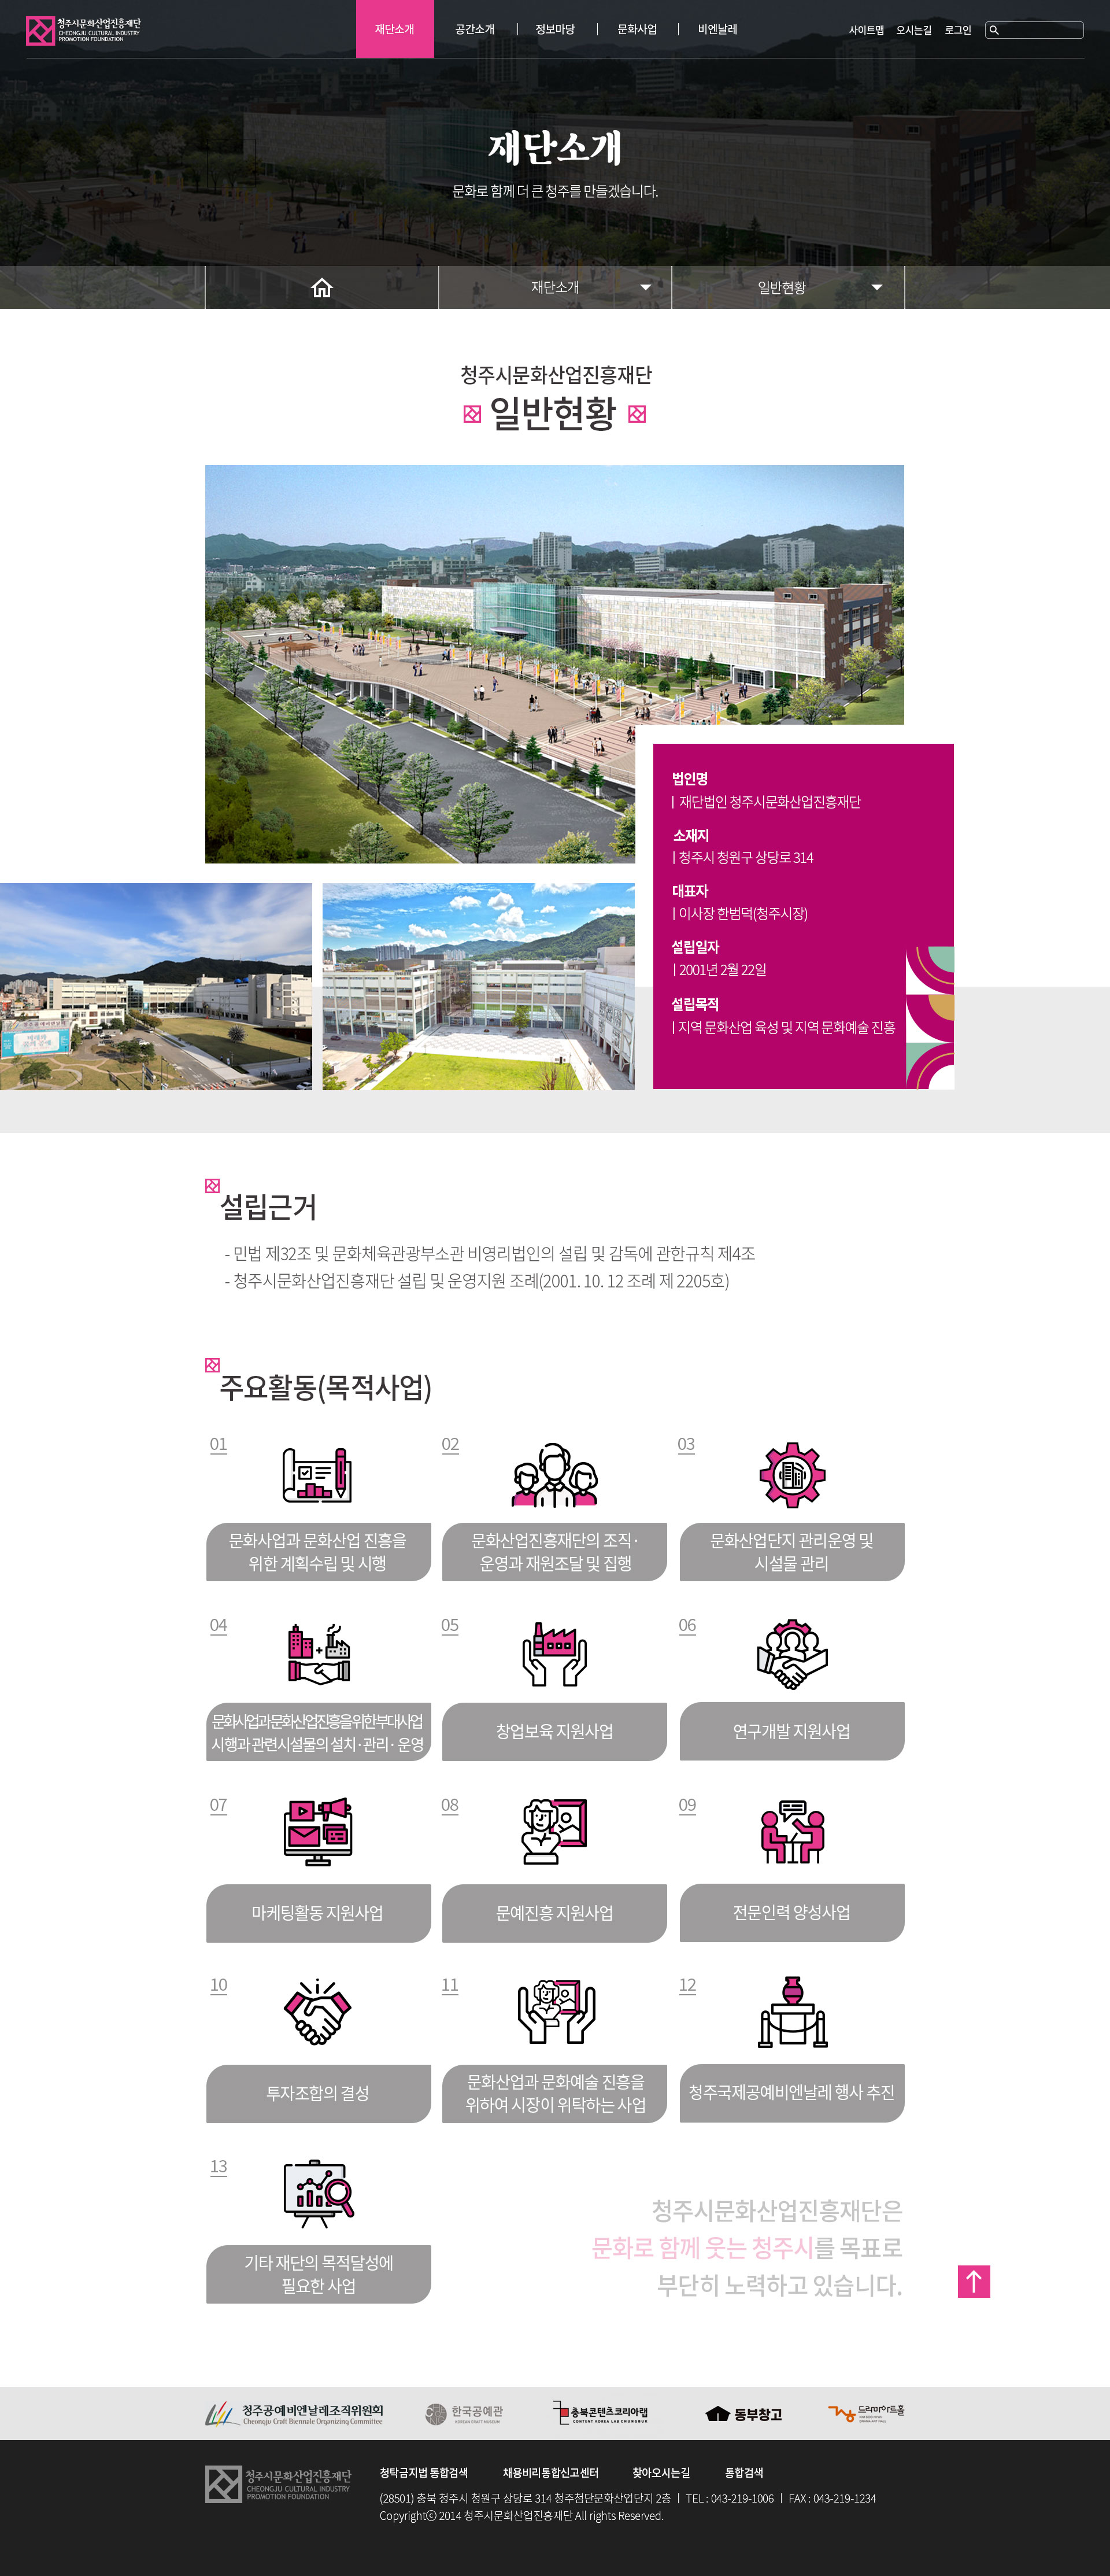 청주시문화산업진흥재단
CHEONGJU CULTURAL INDUSTRY
PROMOTION FOUNDATION
재단소개
공간소개
정보마당
문화사업
비엔날레
사이트맵
오시는길
로그인
재단소개
문화로 함께 더 큰 청주를 만들겠습니다.
재단소개
일반현황
청주시문화산업진흥재단
일반현황
법인명
| 재단법인 청주시문화산업진흥재단
소재지
| 청주시 청원구 상당로 314
대표자
| 이사장 한범덕(청주시장)
설립일자
| 2001년 2월 22일
설립목적
| 지역 문화산업 육성 및 지역 문화예술 진흥
설립근거
- 민법 제32조 및 문화체육관광부소관 비영리법인의 설립 및 감독에 관한규칙 제4조
- 청주시문화산업진흥재단 설립 및 운영지원 조례(2001. 10. 12 조례 제 2205호)
주요활동(목적사업)
01
문화사업과 문화산업 진흥을
위한 계획수립 및 시행
02
문화산업진흥재단의 조직·
운영과 재원조달 및 집행
03
문화산업단지 관리운영 및
시설물 관리
04
문화사업과 문화산업진흥을 위한 부대사업
시행과 관련시설물의 설치·관리· 운영
05
창업보육 지원사업
06
연구개발 지원사업
07
마케팅활동 지원사업
08
문예진흥 지원사업
09
전문인력 양성사업
10
투자조합의 결성
11
문화산업과 문화예술 진흥을
위하여 시장이 위탁하는 사업
12
청주국제공예비엔날레 행사 추진
13
기타 재단의 목적달성에
필요한 사업
청주시문화산업진흥재단은
문화로 함께 웃는 청주시를 목표로
부단히 노력하고 있습니다.
청주공예비엔날레조직위원회
Cheongju Craft Biennale Organizing Committee
한국공예관
KOREAN CRAFT MUSEUM
충북콘텐츠코리아랩
CONTENT KOREA LAB CHUNGBUK
동부창고
드라마아트홀
청주시문화산업진흥재단
CHEONGJU CULTURAL INDUSTRY
PROMOTION FOUNDATION
청탁금지법 통합검색
채용비리통합신고센터
찾아오시는길
통합검색
(28501) 충북 청주시 청원구 상당로 314 청주첨단문화산업단지 2층 | TEL : 043-219-1006 | FAX : 043-219-1234
Copyrightⓒ 2014 청주시문화산업진흥재단 All rights Reserved.